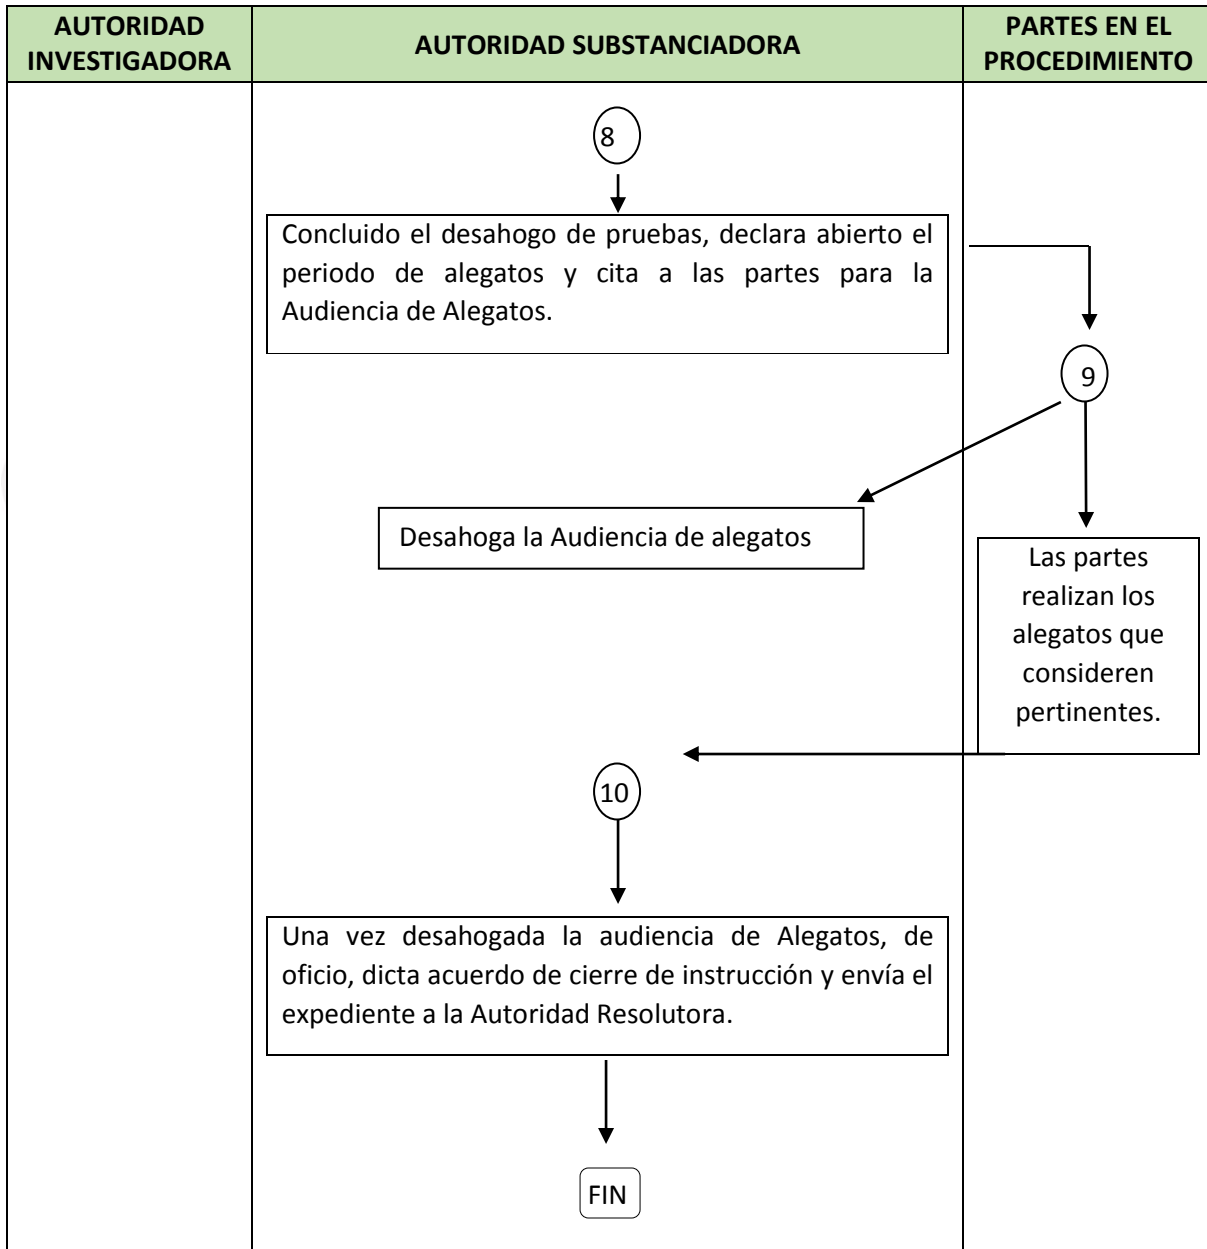 AUTORIDAD
INVESTIGADORA
AUTORIDAD SUBSTANCIADORA
PARTES EN EL
PROCEDIMIENTO
8
Concluido el desahogo de pruebas, declara abierto el
periodo de alegatos y cita a las partes para la
Audiencia de Alegatos.
9
Desahoga la Audiencia de alegatos
Las partes
realizan los
alegatos que
consideren
pertinentes.
10
Una vez desahogada la audiencia de Alegatos, de
oficio, dicta acuerdo de cierre de instrucción y envía el
expediente a la Autoridad Resolutora.
FIN